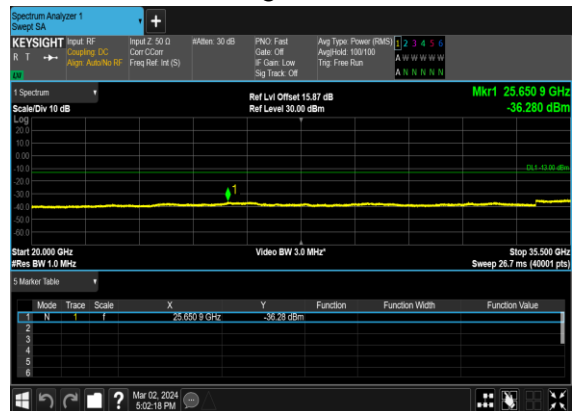 Spectrum Analyzer 1
Swept SA
+
KEYSIGHT
R T
LW
Input: RF
Coupling: DC
Align: Auto/No RF
Input Z: 50 Ω
Corr CCorr
Freq Ref: Int (S)
#Atten: 30 dB
PNO: Fast
Gate: Off
IF Gain: Low
Sig Track: Off
Avg Type: Power (RMS)
Avg|Hold: 100/100
Trig: Free Run
1 2 3 4 5 6
A W W W W W
A N N N N N
1 Spectrum
Scale/Div 10 dB
Ref Lvl Offset 15.87 dB
Ref Level 30.00 dBm
Mkr1 25.650 9 GHz
-36.280 dBm
Log
20.0
10.0
0.00
-10.0
-20.0
-30.0
-40.0
-50.0
-60.0
DL1 -13.00 dBm
1
Start 20.000 GHz
#Res BW 1.0 MHz
Video BW 3.0 MHz*
Stop 35.500 GHz
Sweep 26.7 ms (40001 pts)
5 Marker Table
Mode Trace Scale X Y Function Function Width Function Value
1 N 1 f 25.650 9 GHz -36.28 dBm
2
3
4
5
6
?
Mar 02, 2024
5:02:18 PM